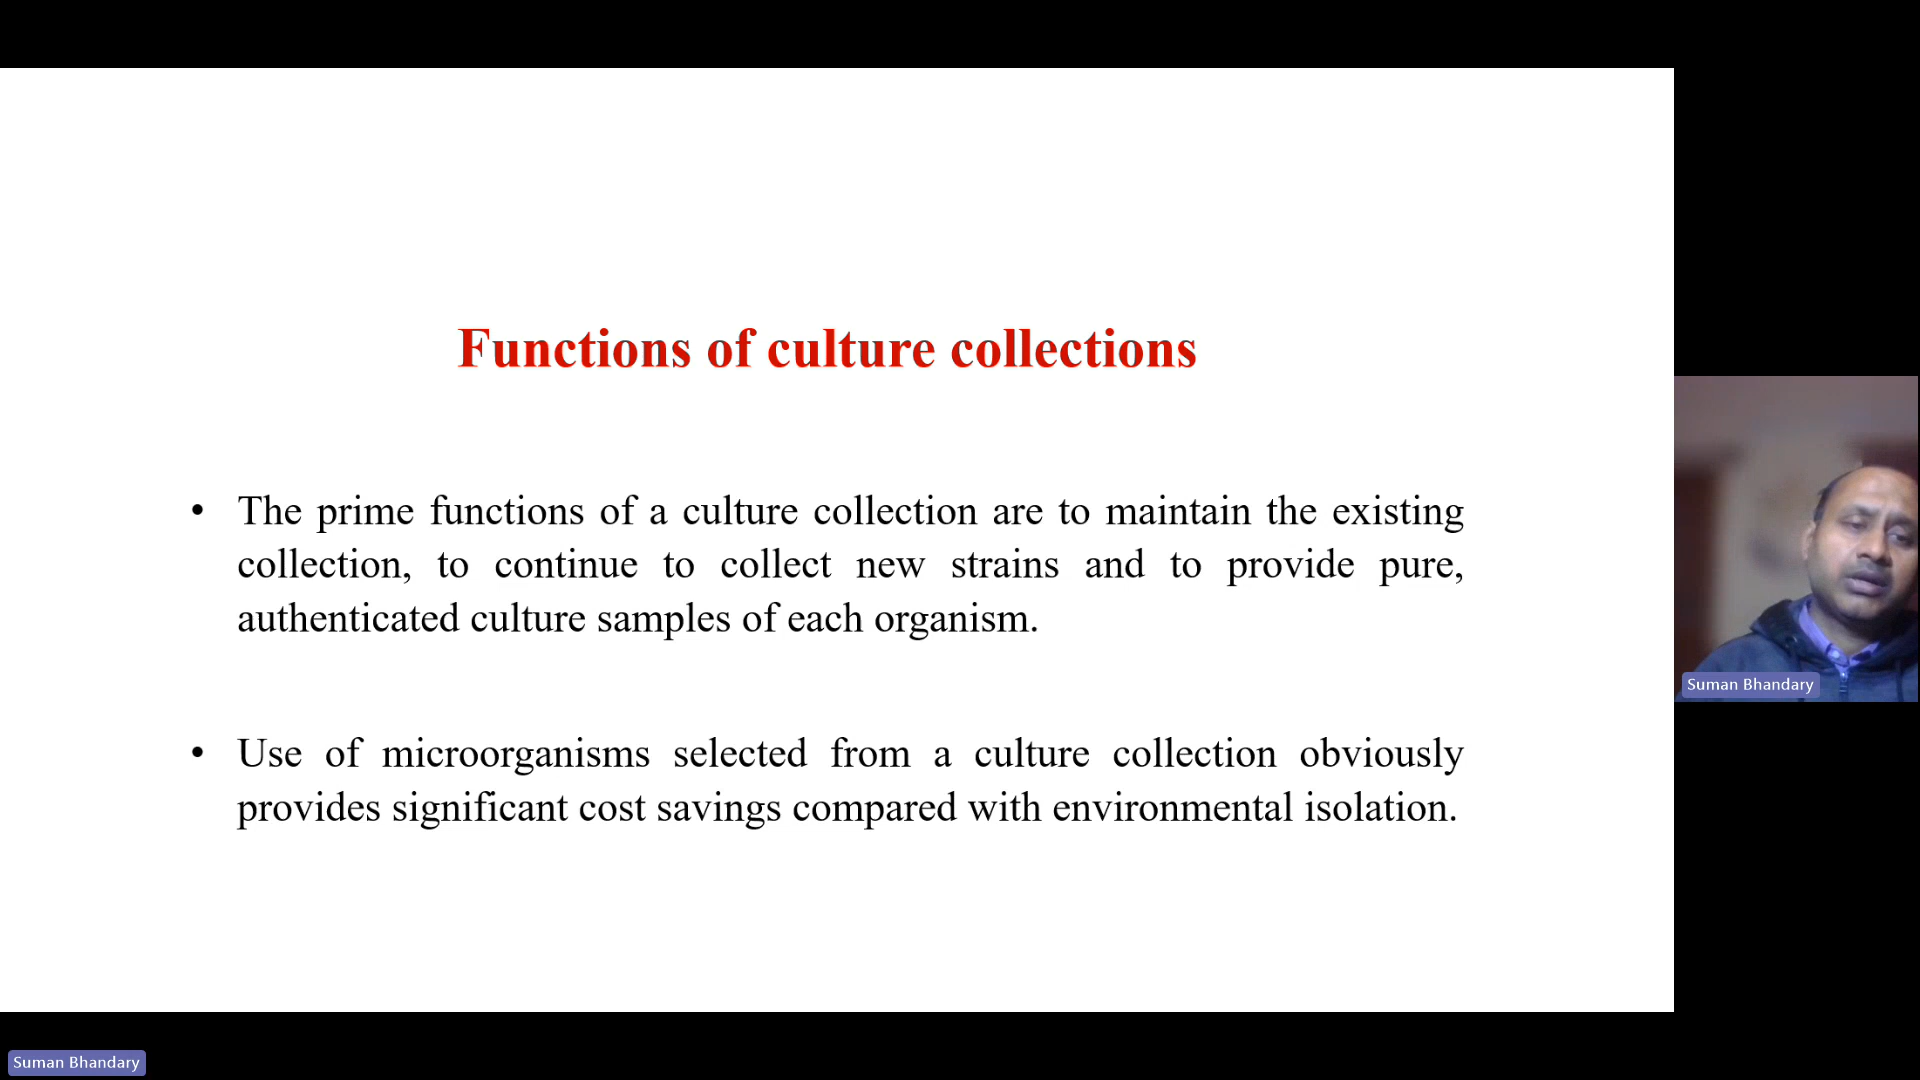 Functions of culture collections
• The prime functions of a culture collection are to maintain the existing
collection, to continue to collect new strains and to provide pure,
authenticated culture samples of each organism.
• Use of microorganisms selected from a culture collection obviously
provides significant cost savings compared with environmental isolation.
Suman Bhandary
Suman Bhandary